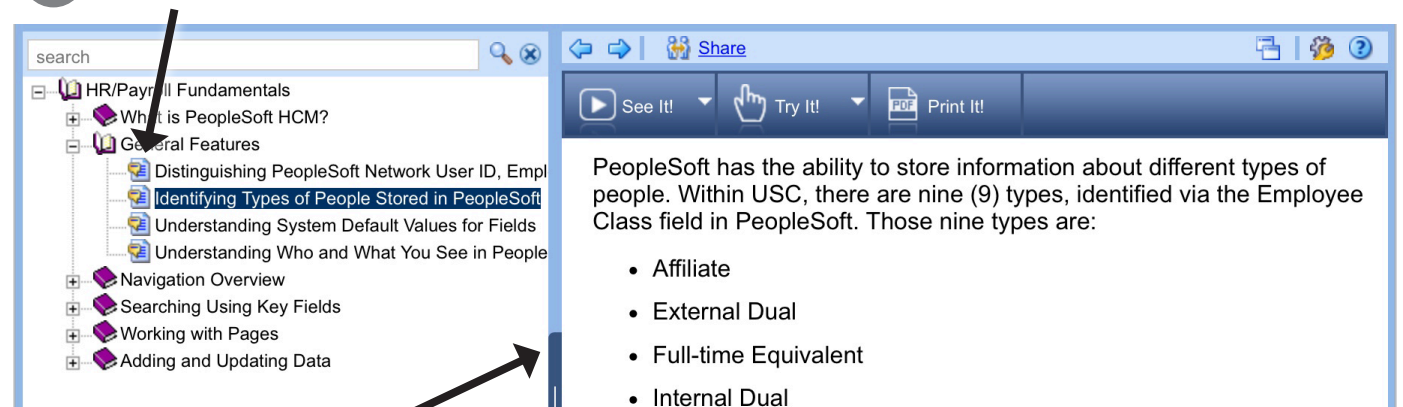 search
HR/Payroll Fundamentals
What is PeopleSoft HCM?
General Features
Distinguishing PeopleSoft Network User ID, Empl
Identifying Types of People Stored in PeopleSoft
Understanding System Default Values for Fields
Understanding Who and What You See in People
Navigation Overview
Searching Using Key Fields
Working with Pages
Adding and Updating Data
Share
See It! Try It! PDF Print It!
PeopleSoft has the ability to store information about different types of
people. Within USC, there are nine (9) types, identified via the Employee
Class field in PeopleSoft. Those nine types are:
• Affiliate
• External Dual
• Full-time Equivalent
• Internal Dual